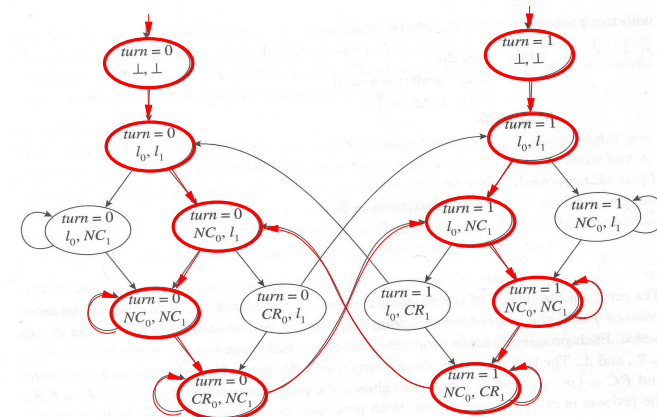 turn = 0
⊥, ⊥
turn = 1
⊥, ⊥
turn = 0
l₀, l₁
turn = 1
l₀, l₁
turn = 0
l₀, NC₁
turn = 0
NC₀, l₁
turn = 1
l₀, NC₁
turn = 1
NC₀, l₁
turn = 0
NC₀, NC₁
turn = 0
CR₀, l₁
turn = 1
l₀, CR₁
turn = 1
NC₀, NC₁
turn = 0
CR₀, NC₁
turn = 1
NC₀, CR₁